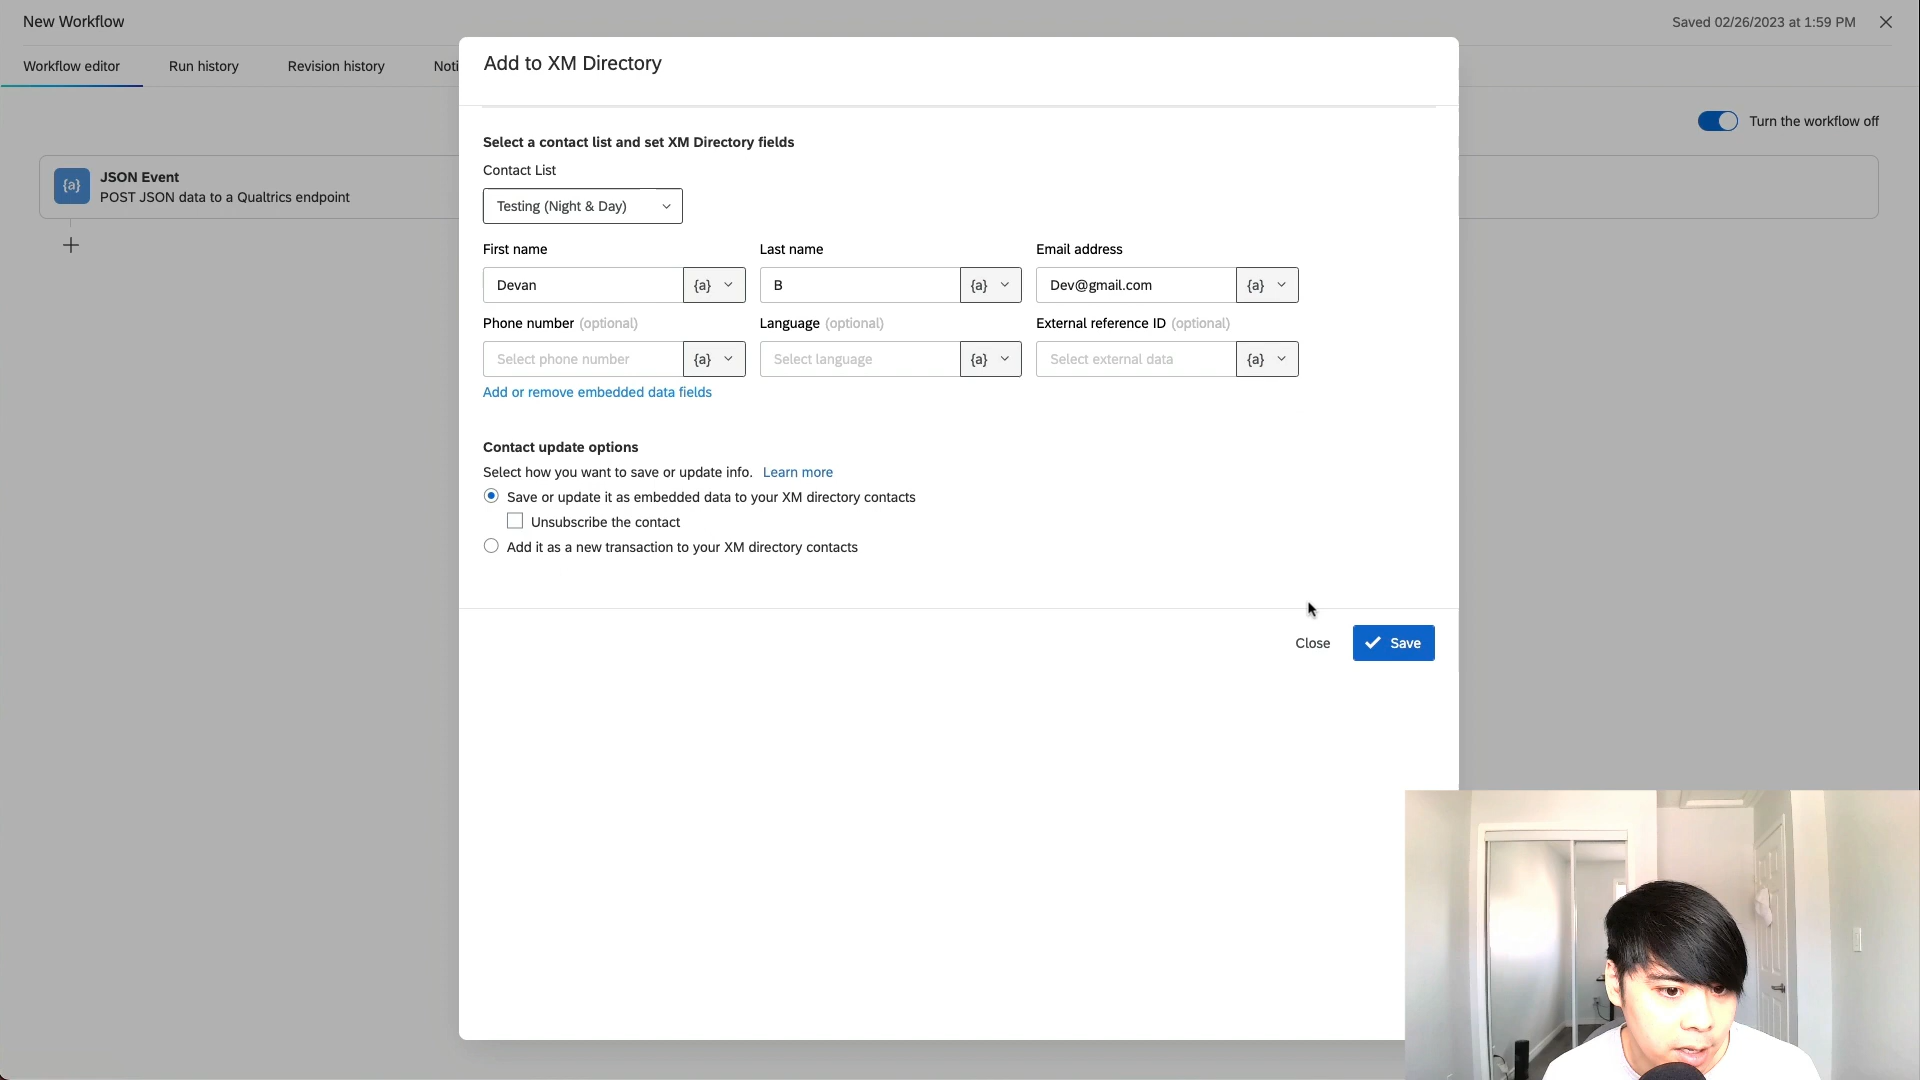 New Workflow
Saved 02/26/2023 at 1:59 PM
Workflow editor
Run history
Revision history
Noti
Turn the workflow off
{a}
JSON Event
POST JSON data to a Qualtrics endpoint
Add to XM Directory
Select a contact list and set XM Directory fields
Contact List
Testing (Night & Day)
First name
Last name
Email address
Devan {a}
B {a}
Dev@gmail.com {a}
Phone number (optional)
Language (optional)
External reference ID (optional)
Select phone number {a}
Select language {a}
Select external data {a}
Add or remove embedded data fields
Contact update options
Select how you want to save or update info. Learn more
Save or update it as embedded data to your XM directory contacts
Unsubscribe the contact
Add it as a new transaction to your XM directory contacts
Close
Save